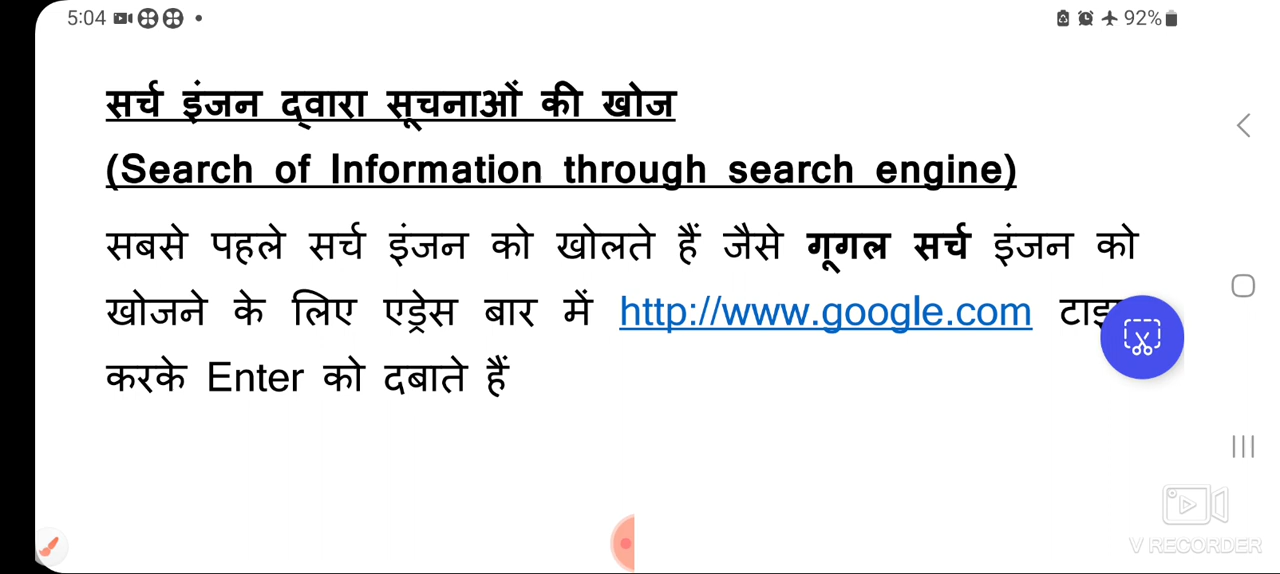 5:04
92%
सर्च इंजन द्वारा सूचनाओं की खोज
(Search of Information through search engine)
सबसे पहले सर्च इंजन को खोलते हैं जैसे गूगल सर्च इंजन को
खोजने के लिए एड्रेस बार में http://www.google.com
करके Enter को दबाते हैं
V RECORDER